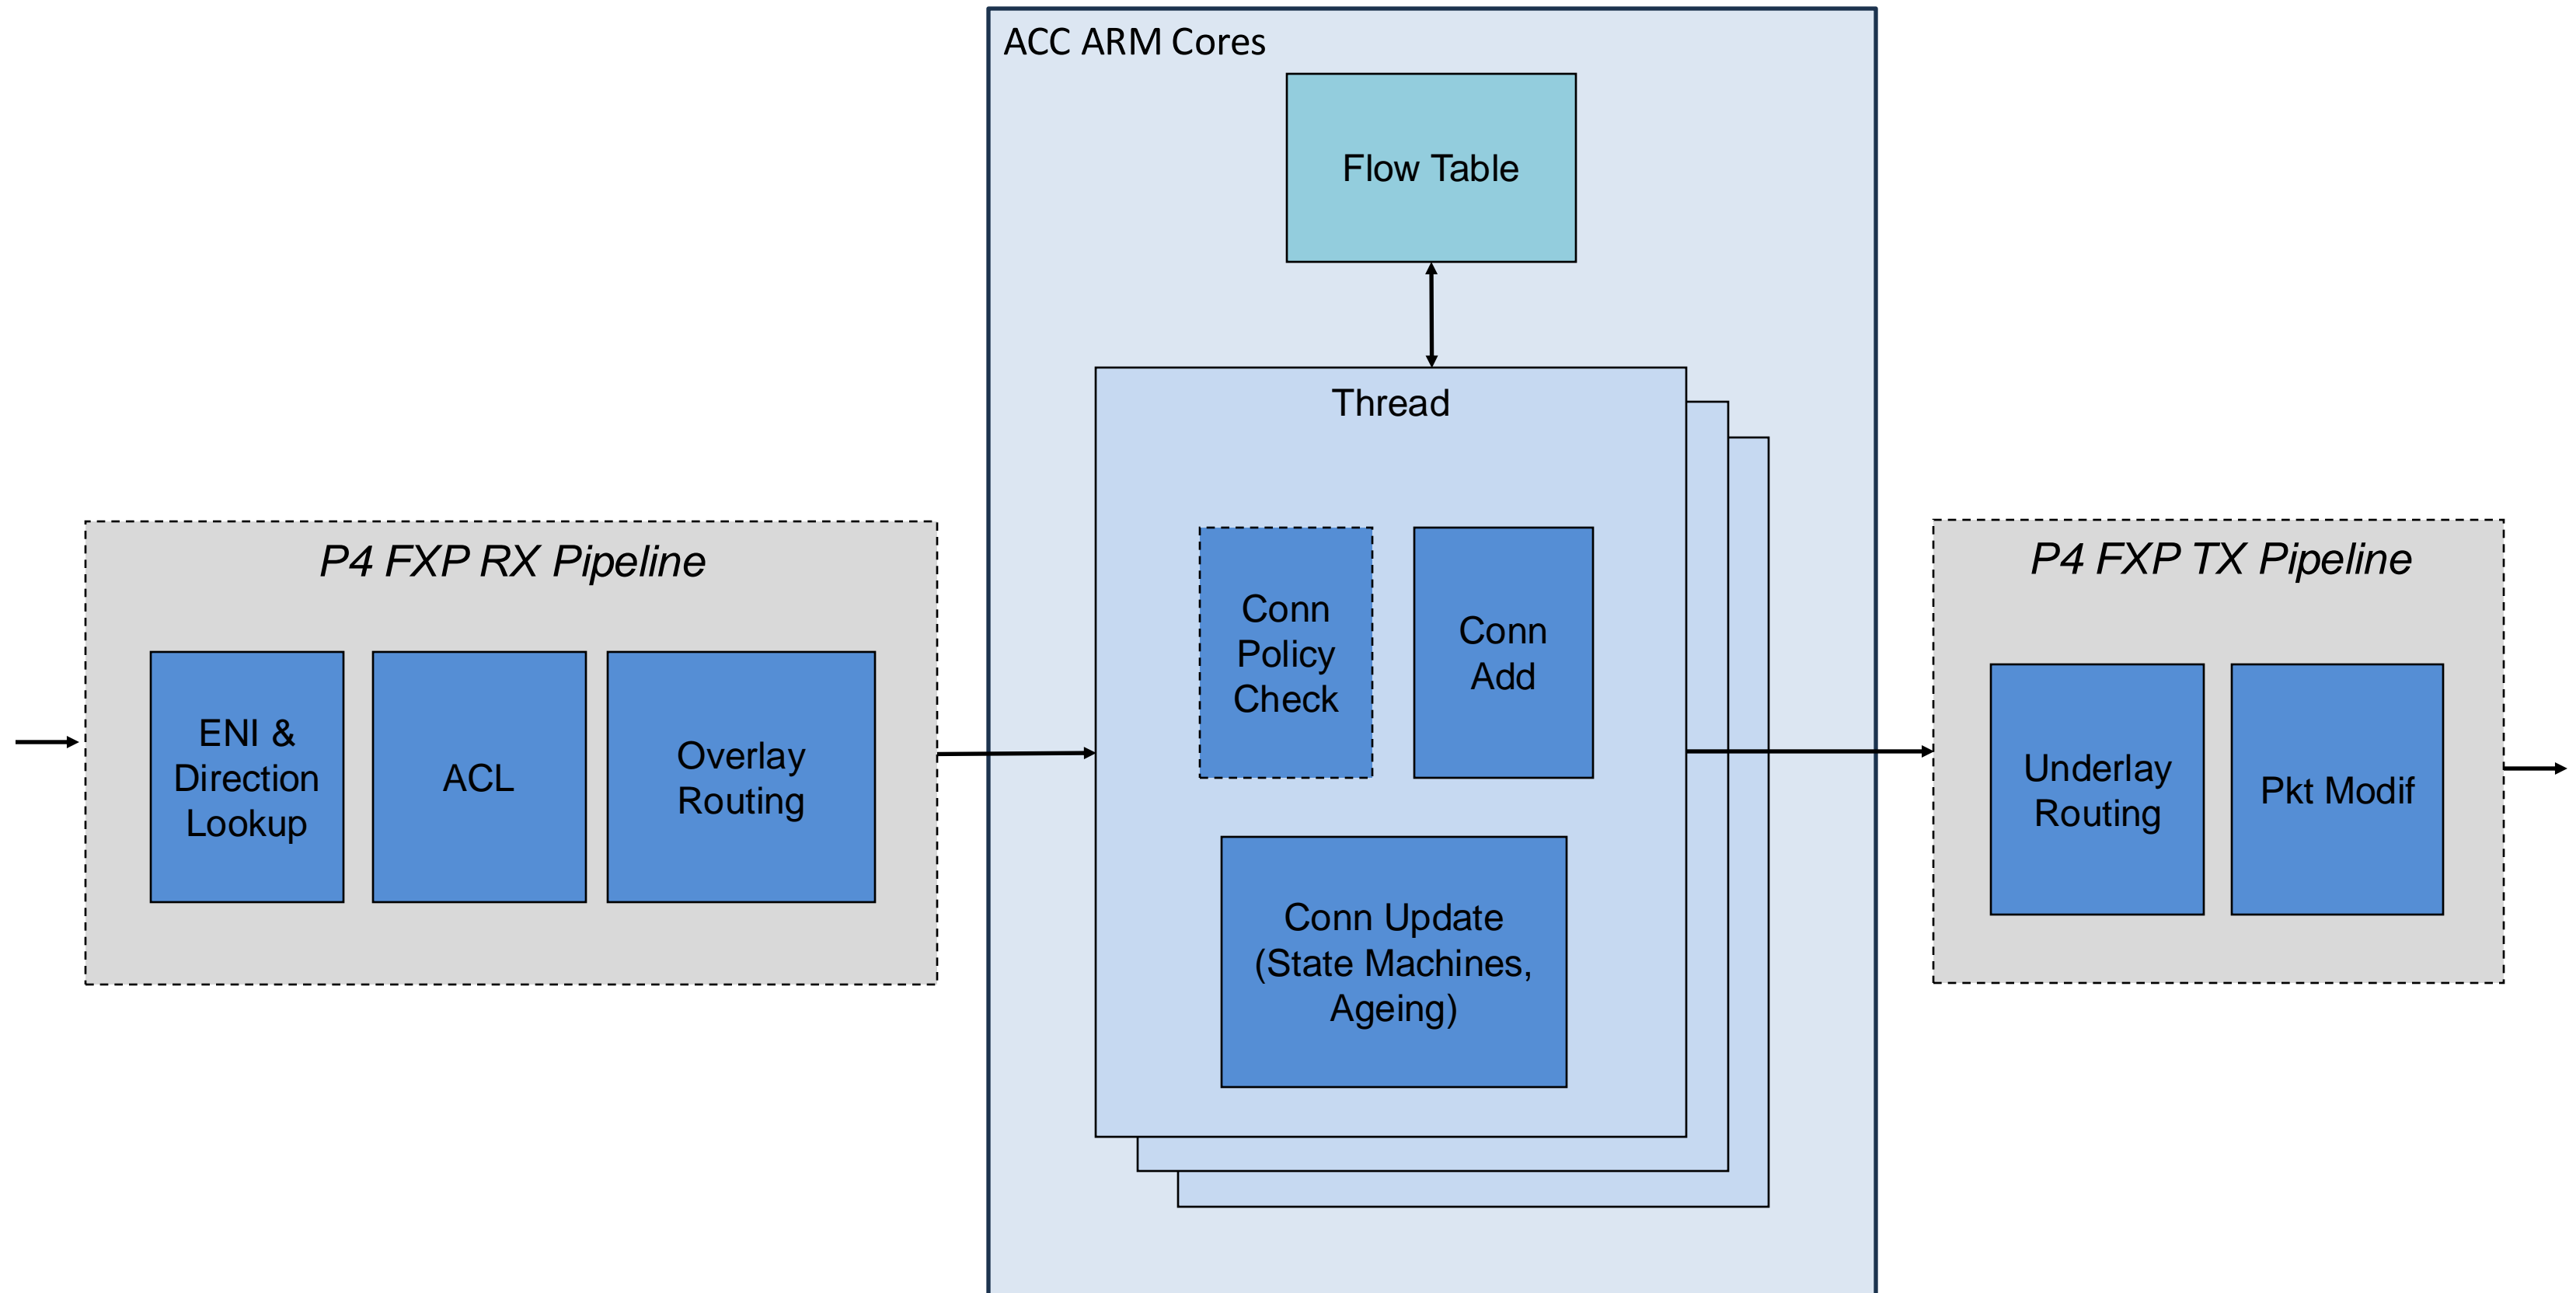 ACC ARM Cores
Flow Table
Thread
P4 FXP RX Pipeline
ENI &
Direction
Lookup
ACL
Overlay
Routing
Conn
Policy
Check
Conn
Add
Conn Update
(State Machines,
Ageing)
P4 FXP TX Pipeline
Underlay
Routing
Pkt Modif